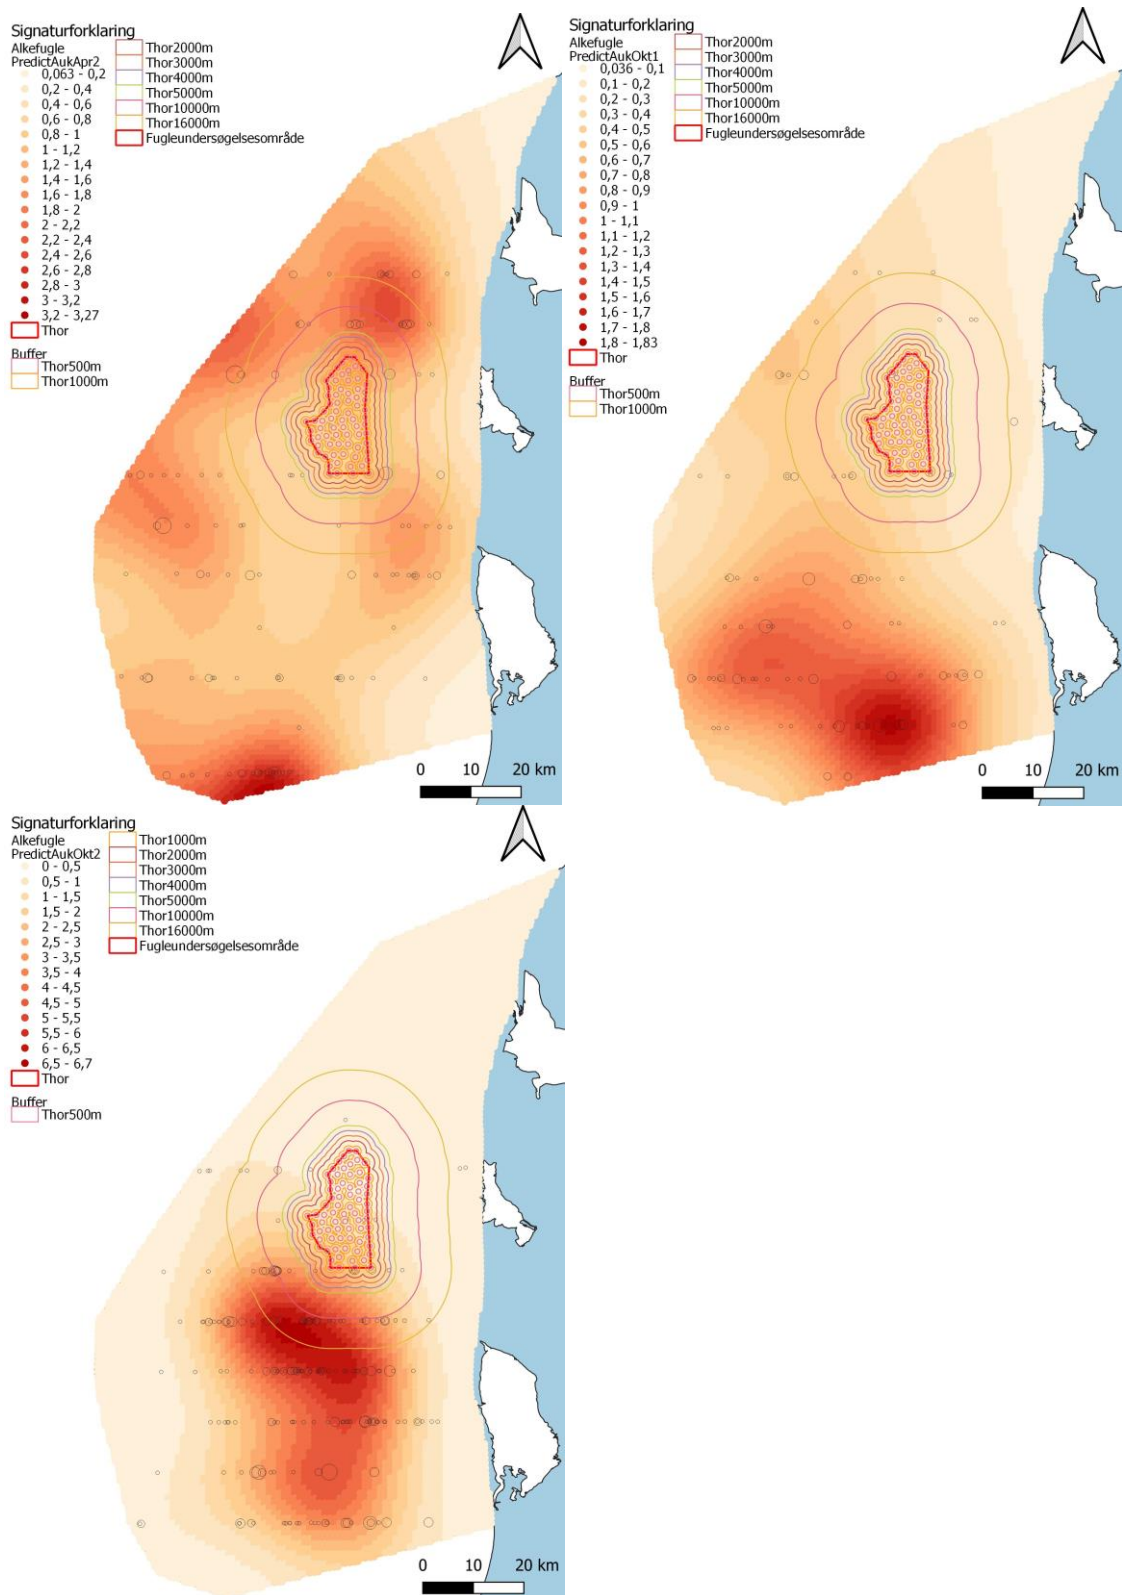 Signaturforklaring
Alkefugle
PredictAukApr2
0,063 - 0,2
0,2 - 0,4
0,4 - 0,6
0,6 - 0,8
0,8 - 1
1 - 1,2
1,2 - 1,4
1,4 - 1,6
1,6 - 1,8
1,8 - 2
2 - 2,2
2,2 - 2,4
2,4 - 2,6
2,6 - 2,8
2,8 - 3
3 - 3,2
3,2 - 3,27
Thor
Buffer
Thor500m
Thor1000m
Thor2000m
Thor3000m
Thor4000m
Thor5000m
Thor10000m
Thor16000m
Fugleundersøgelsesområde
0 10 20 km
Signaturforklaring
Alkefugle
PredictAukOkt1
0,036 - 0,1
0,1 - 0,2
0,2 - 0,3
0,3 - 0,4
0,4 - 0,5
0,5 - 0,6
0,6 - 0,7
0,7 - 0,8
0,8 - 0,9
0,9 - 1
1 - 1,1
1,1 - 1,2
1,2 - 1,3
1,3 - 1,4
1,4 - 1,5
1,5 - 1,6
1,6 - 1,7
1,7 - 1,8
1,8 - 1,83
Thor
Buffer
Thor500m
Thor1000m
Thor2000m
Thor3000m
Thor4000m
Thor5000m
Thor10000m
Thor16000m
Fugleundersøgelsesområde
0 10 20 km
Signaturforklaring
Alkefugle
PredictAukOkt2
0 - 0,5
0,5 - 1
1 - 1,5
1,5 - 2
2 - 2,5
2,5 - 3
3 - 3,5
3,5 - 4
4 - 4,5
4,5 - 5
5 - 5,5
5,5 - 6
6 - 6,5
6,5 - 6,7
Thor
Buffer
Thor500m
Thor1000m
Thor2000m
Thor3000m
Thor4000m
Thor5000m
Thor10000m
Thor16000m
Fugleundersøgelsesområde
0 10 20 km